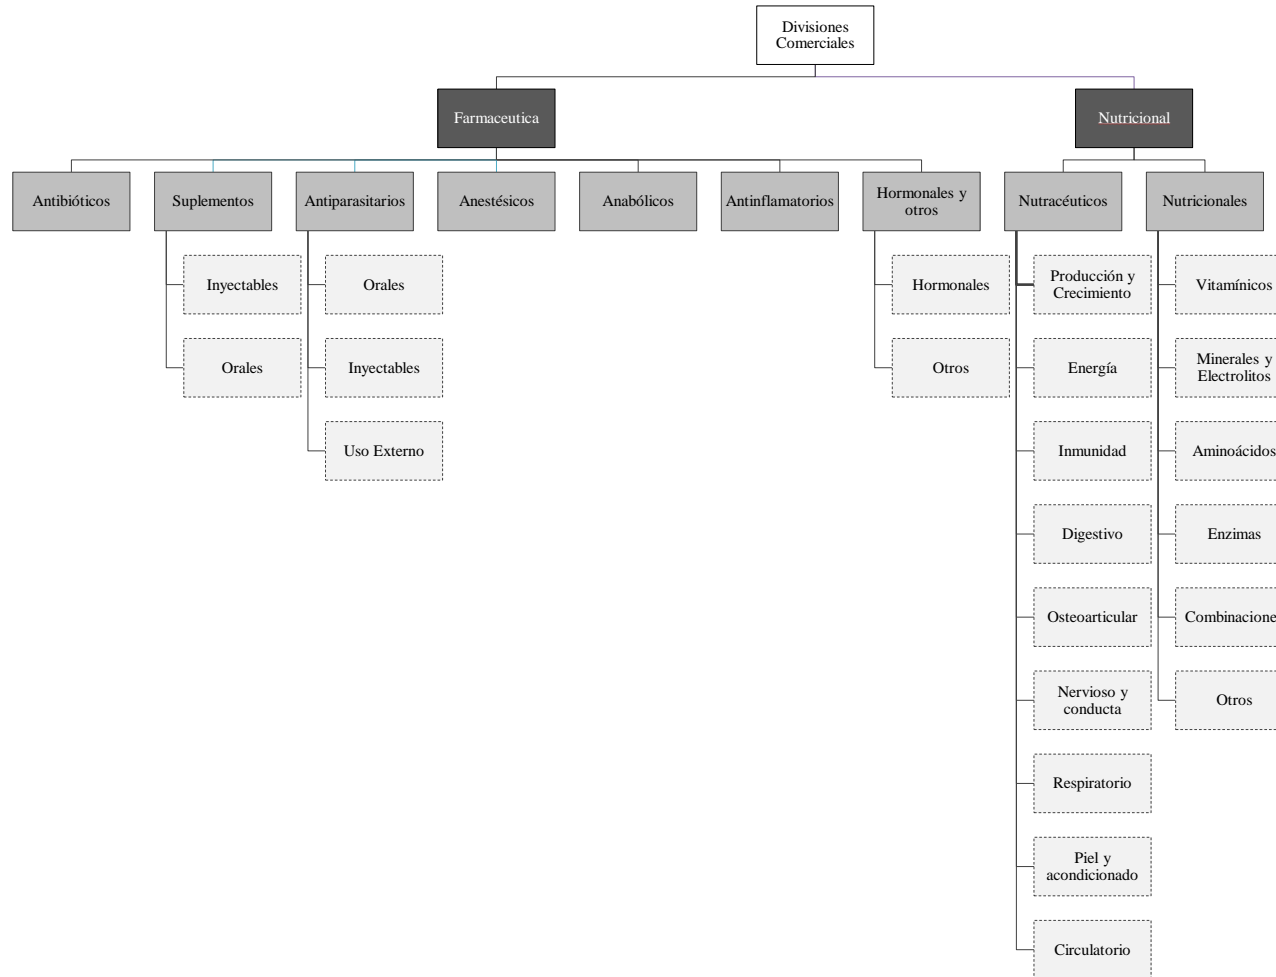 Divisiones
Comerciales
Farmaceutica
Nutricional
Antibióticos
Suplementos
Antiparasitarios
Anestésicos
Anabólicos
Antinflamatorios
Hormonales y
otros
Nutracéuticos
Nutricionales
Inyectables
Orales
Orales
Inyectables
Uso Externo
Hormonales
Otros
Producción y
Crecimiento
Energía
Inmunidad
Digestivo
Osteoarticular
Nervioso y
conducta
Respiratorio
Piel y
acondicionado
Circulatorio
Vitamínicos
Minerales y
Electrolitos
Aminoácidos
Enzimas
Combinacione
Otros